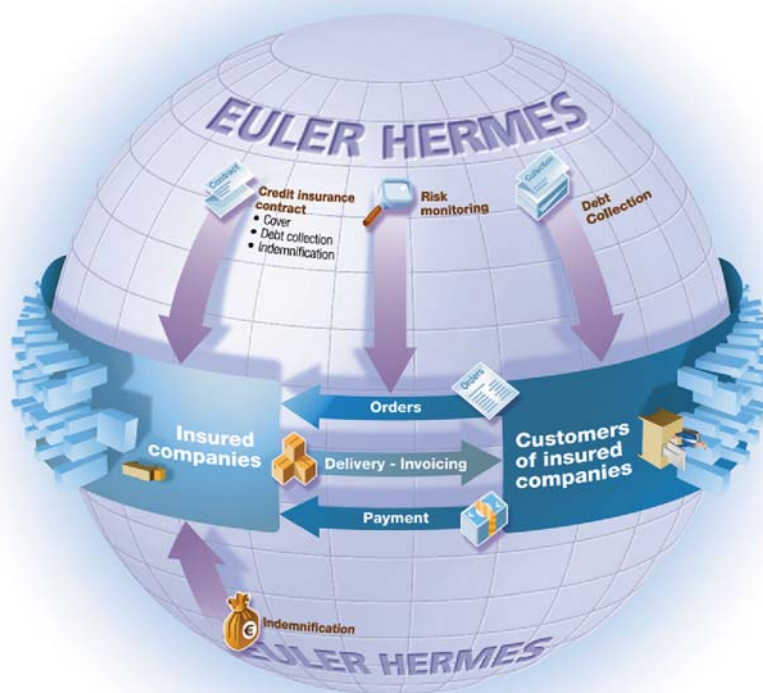 EULER HERMES
Contract
Credit insurance
contract
• Cover
• Debt collection
• Indemnification
Risk
monitoring
Collection
Debt
Collection
Orders
Orders
Insured
companies
Delivery - Invoicing
Customers
of insured
companies
Payment
€
Indemnification
EULER HERMES